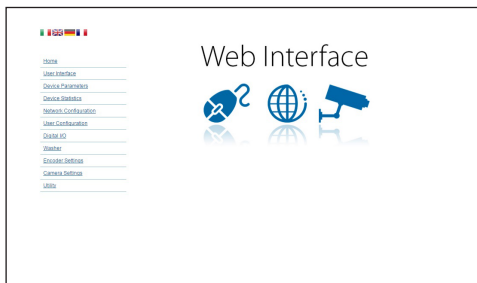 Web Interface
Home
User Interface
Device Parameters
Device Statistics
Network Configuration
User Configuration
Digital I/O
Washer
Encoder Settings
Camera Settings
Utility